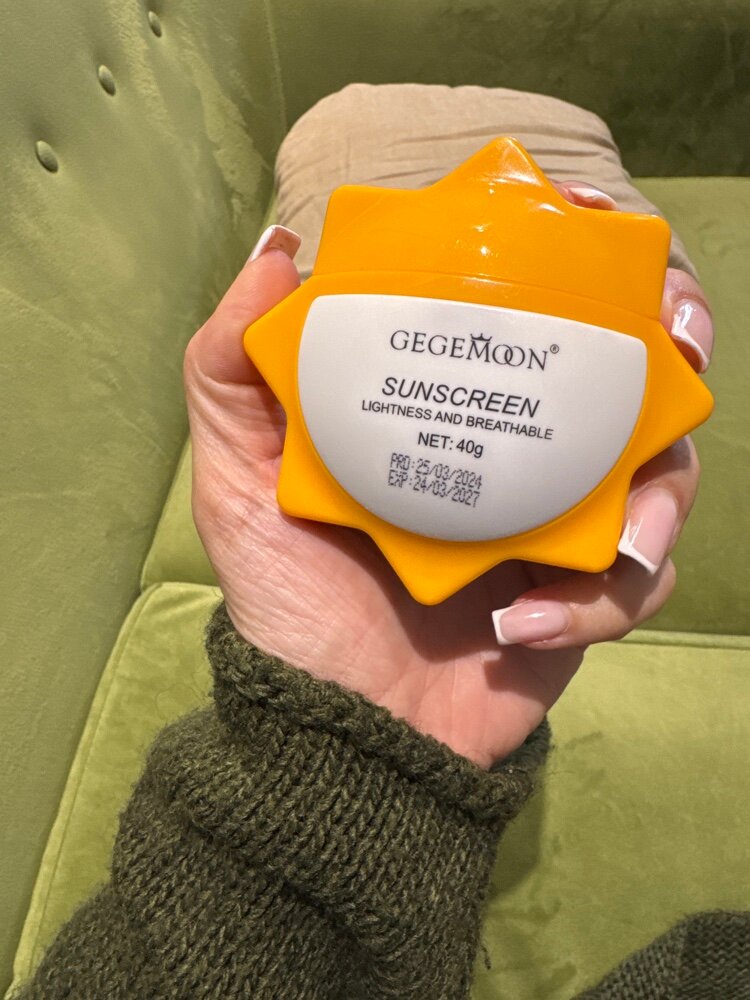 GEGEMOON®
SUNSCREEN
LIGHTNESS AND BREATHABLE
NET: 40g
PRD:25/03/2024
EXP:24/03/2027